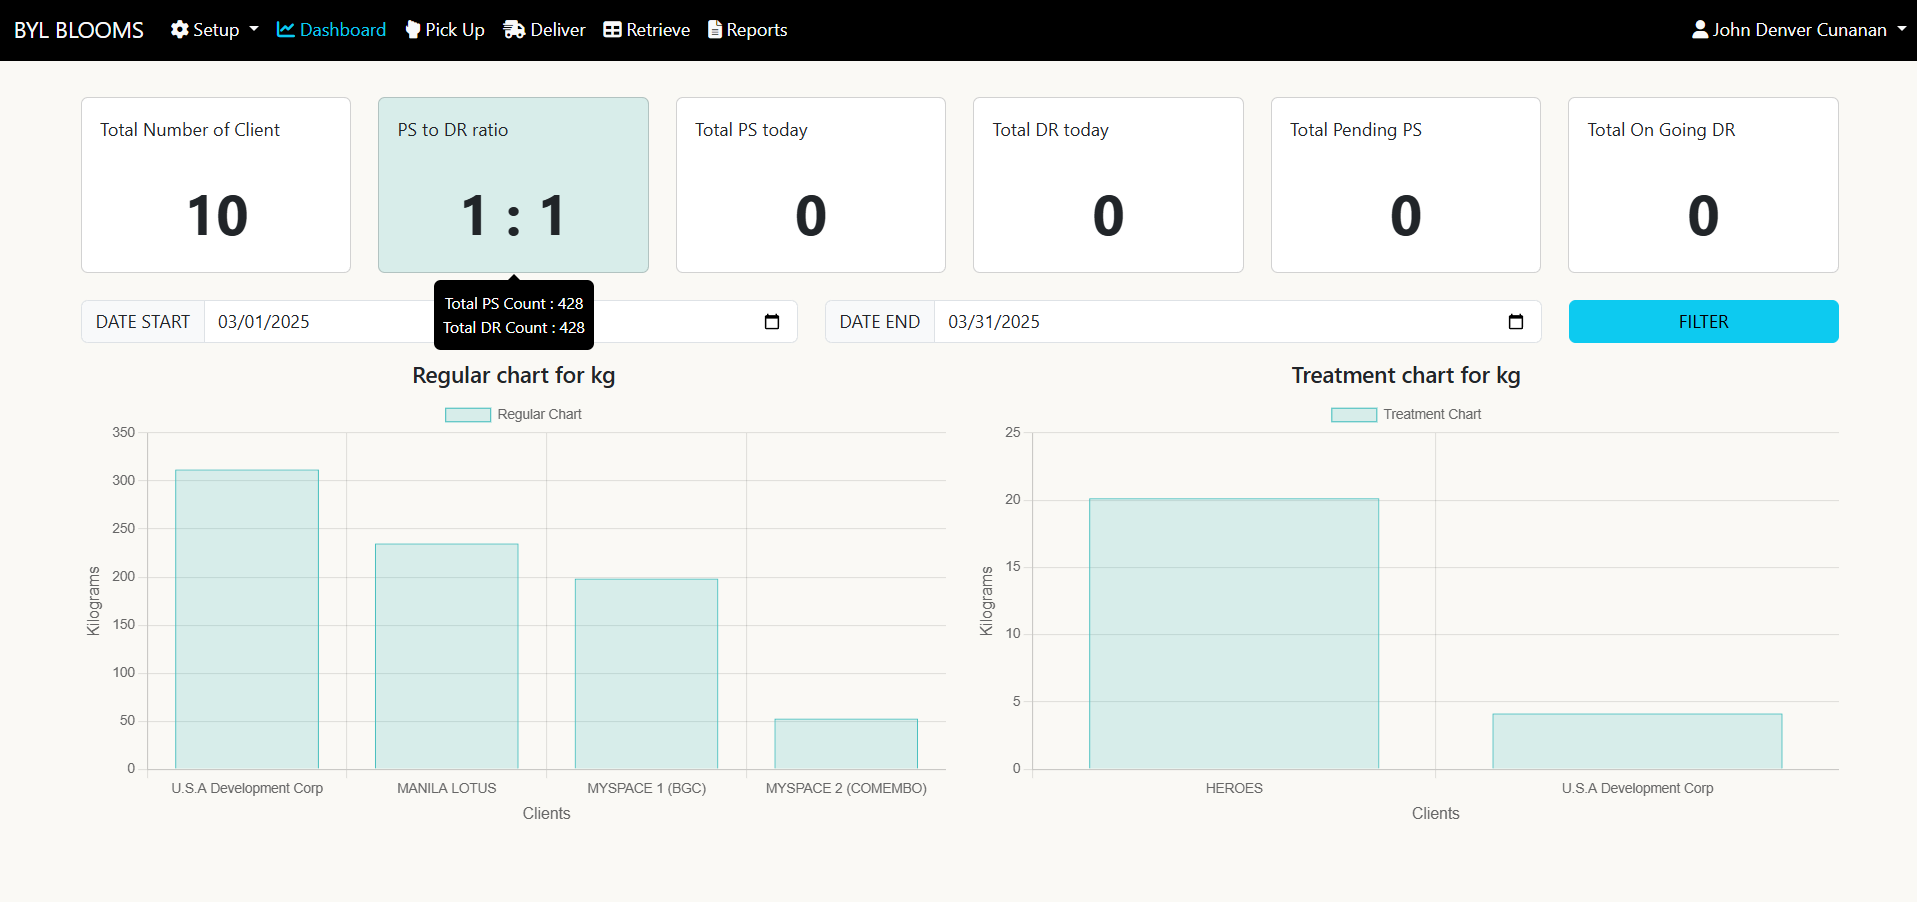 BYL BLOOMS Setup Dashboard Pick Up Deliver Retrieve Reports John Denver Cunanan
Total Number of Client
10
PS to DR ratio
1 : 1
Total PS today
0
Total DR today
0
Total Pending PS
0
Total On Going DR
0
Total PS Count : 428
Total DR Count : 428
DATE START 03/01/2025
DATE END 03/31/2025
FILTER
Regular chart for kg
Regular Chart
350
300
250
200
150
100
50
0
Kilograms
U.S.A Development Corp MANILA LOTUS MYSPACE 1 (BGC) MYSPACE 2 (COMEMBO)
Clients
Treatment chart for kg
Treatment Chart
25
20
15
10
5
0
Kilograms
HEROES U.S.A Development Corp
Clients